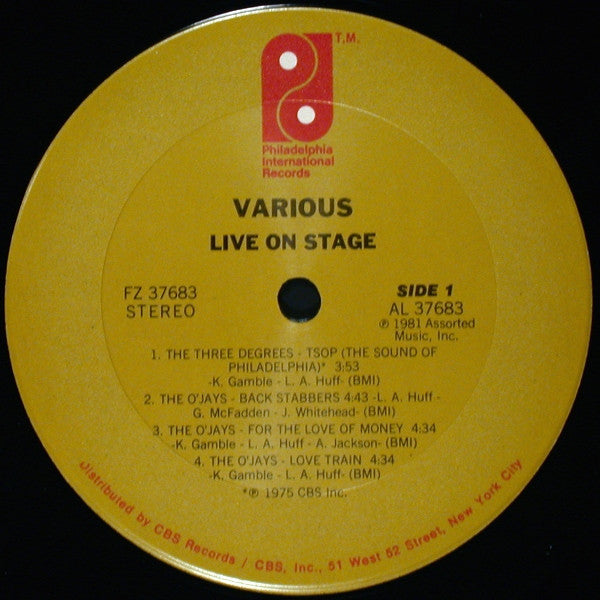 T.M.
Philadelphia
International
Records
VARIOUS
LIVE ON STAGE
FZ 37683
STEREO
SIDE 1
AL 37683
℗ 1981 Assorted
Music, Inc.
1. THE THREE DEGREES - TSOP (THE SOUND OF
PHILADELPHIA)* 3:53
-K. Gamble - L. A. Huff- (BMI)
2. THE O'JAYS - BACK STABBERS 4:43 -L. A. Huff -
G. McFadden - J. Whitehead- (BMI)
3. THE O'JAYS - FOR THE LOVE OF MONEY 4:34
-K. Gamble - L. A. Huff - A. Jackson- (BMI)
4. THE O'JAYS - LOVE TRAIN 4:34
-K. Gamble - L. A. Huff - (BMI)
*℗ 1975 CBS Inc.
Distributed by CBS Records / CBS, Inc., 51 West 52 Street, New York City